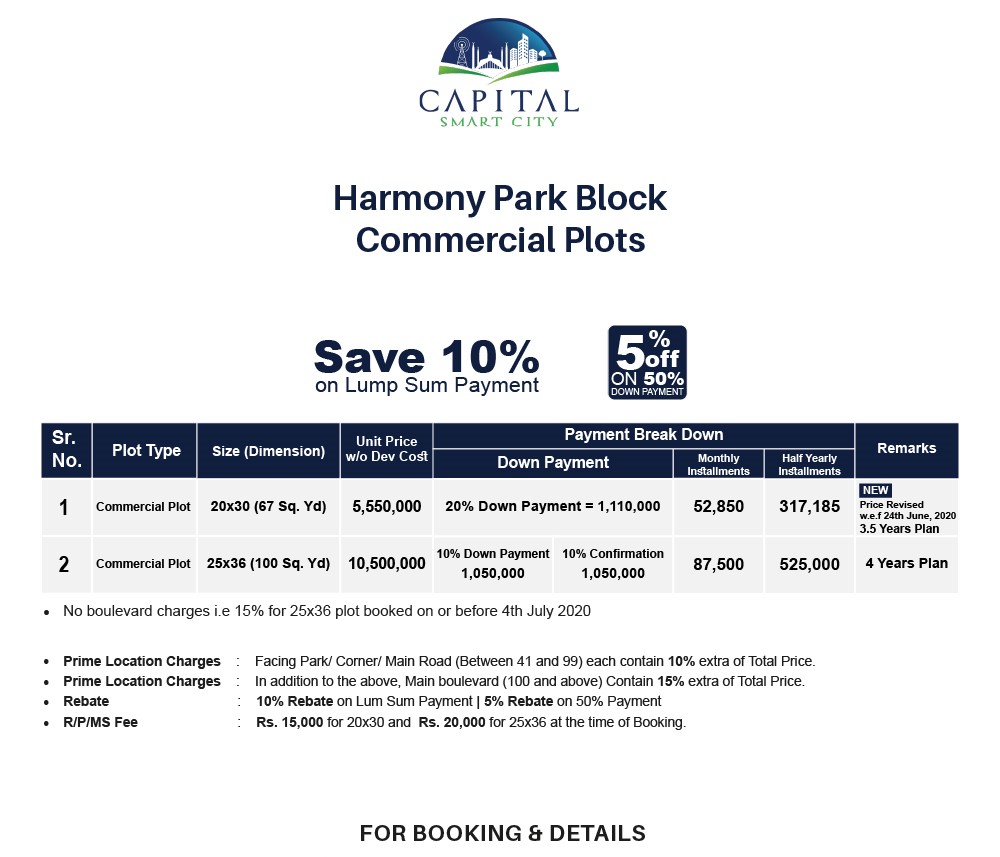 CAPITAL
SMART CITY
Harmony Park Block
Commercial Plots
Save 10%
on Lump Sum Payment
5% off
ON 50%
DOWN PAYMENT
Sr. No. Plot Type Size (Dimension) Unit Price w/o Dev Cost Payment Break Down Remarks
Down Payment Monthly Installments Half Yearly Installments
1 Commercial Plot 20x30 (67 Sq. Yd) 5,550,000 20% Down Payment = 1,110,000 52,850 317,185 NEW Price Revised w.e.f 24th June, 2020 3.5 Years Plan
2 Commercial Plot 25x36 (100 Sq. Yd) 10,500,000 10% Down Payment 1,050,000 10% Confirmation 1,050,000 87,500 525,000 4 Years Plan
• No boulevard charges i.e 15% for 25x36 plot booked on or before 4th July 2020
• Prime Location Charges : Facing Park/ Corner/ Main Road (Between 41 and 99) each contain 10% extra of Total Price.
• Prime Location Charges : In addition to the above, Main boulevard (100 and above) Contain 15% extra of Total Price.
• Rebate : 10% Rebate on Lum Sum Payment | 5% Rebate on 50% Payment
• R/P/MS Fee : Rs. 15,000 for 20x30 and Rs. 20,000 for 25x36 at the time of Booking.
FOR BOOKING & DETAILS